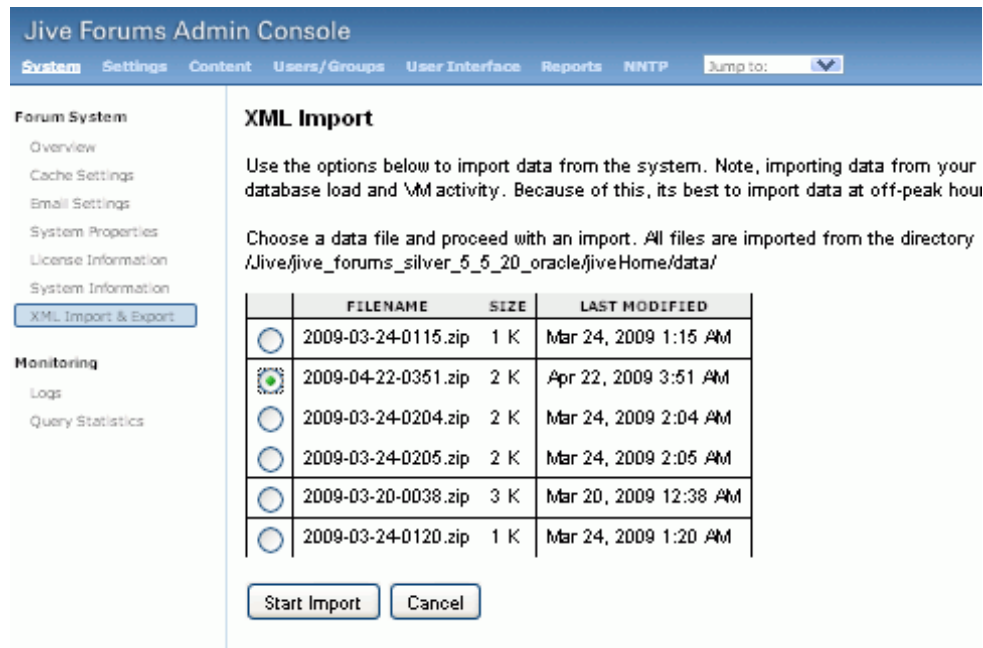 Jive Forums Admin Console
System Settings Content Users/Groups User Interface Reports NNTP Jump to:
Forum System
Overview
Cache Settings
Email Settings
System Properties
License Information
System Information
XML Import & Export
Monitoring
Logs
Query Statistics
XML Import
Use the options below to import data from the system. Note, importing data from your
database load and VM activity. Because of this, its best to import data at off-peak hour
Choose a data file and proceed with an import. All files are imported from the directory
/Jive/jive_forums_silver_5_5_20_oracle/jiveHome/data/
FILENAME SIZE LAST MODIFIED
2009-03-24-0115.zip 1 K Mar 24, 2009 1:15 AM
2009-04-22-0351.zip 2 K Apr 22, 2009 3:51 AM
2009-03-24-0204.zip 2 K Mar 24, 2009 2:04 AM
2009-03-24-0205.zip 2 K Mar 24, 2009 2:05 AM
2009-03-20-0038.zip 3 K Mar 20, 2009 12:38 AM
2009-03-24-0120.zip 1 K Mar 24, 2009 1:20 AM
Start Import Cancel